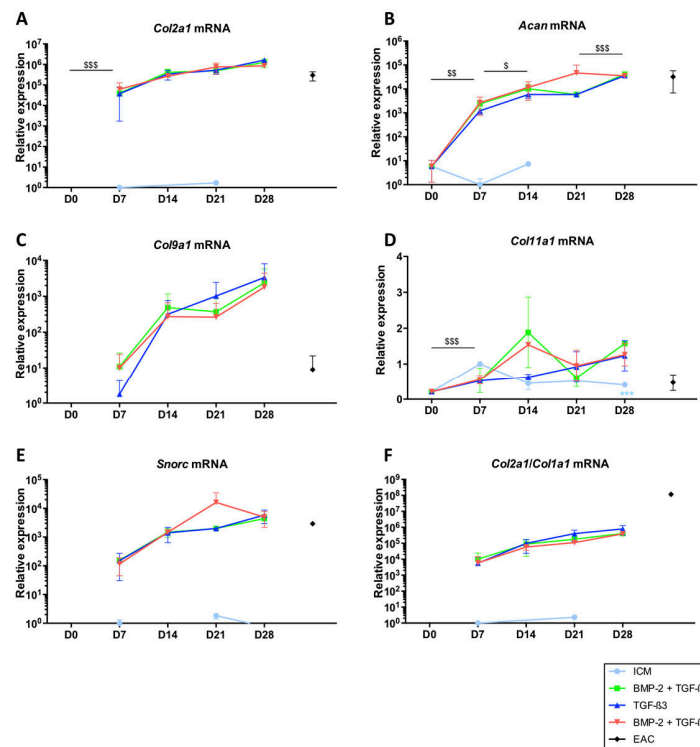 A
Col2a1 mRNA
Relative expression
10^7
10^6
10^5
10^4
10^3
10^2
10^1
10^0
$$$
D0 D7 D14 D21 D28
B
Acan mRNA
Relative expression
10^6
10^5
10^4
10^3
10^2
10^1
10^0
$$
$
$$$
D0 D7 D14 D21 D28
C
Col9a1 mRNA
Relative expression
10^4
10^3
10^2
10^1
10^0
D0 D7 D14 D21 D28
D
Col11a1 mRNA
Relative expression
4
2
1
0
$$$
***
D0 D7 D14 D21 D28
E
Snorc mRNA
Relative expression
10^5
10^4
10^3
10^2
10^1
10^0
D0 D7 D14 D21 D28
F
Col2a1/Col1a1 mRNA
Relative expression
10^9
10^8
10^7
10^6
10^5
10^4
10^3
10^2
10^1
10^0
D0 D7 D14 D21 D28
ICM
BMP-2 + TGF-
TGF-ß3
BMP-2 + TGF-
EAC